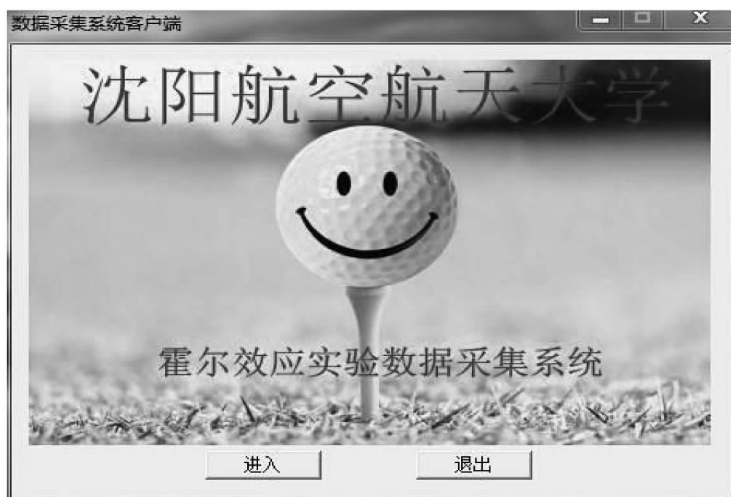 数据采集系统客户端
沈阳航空航天大学
霍尔效应实验数据采集系统
进入
退出